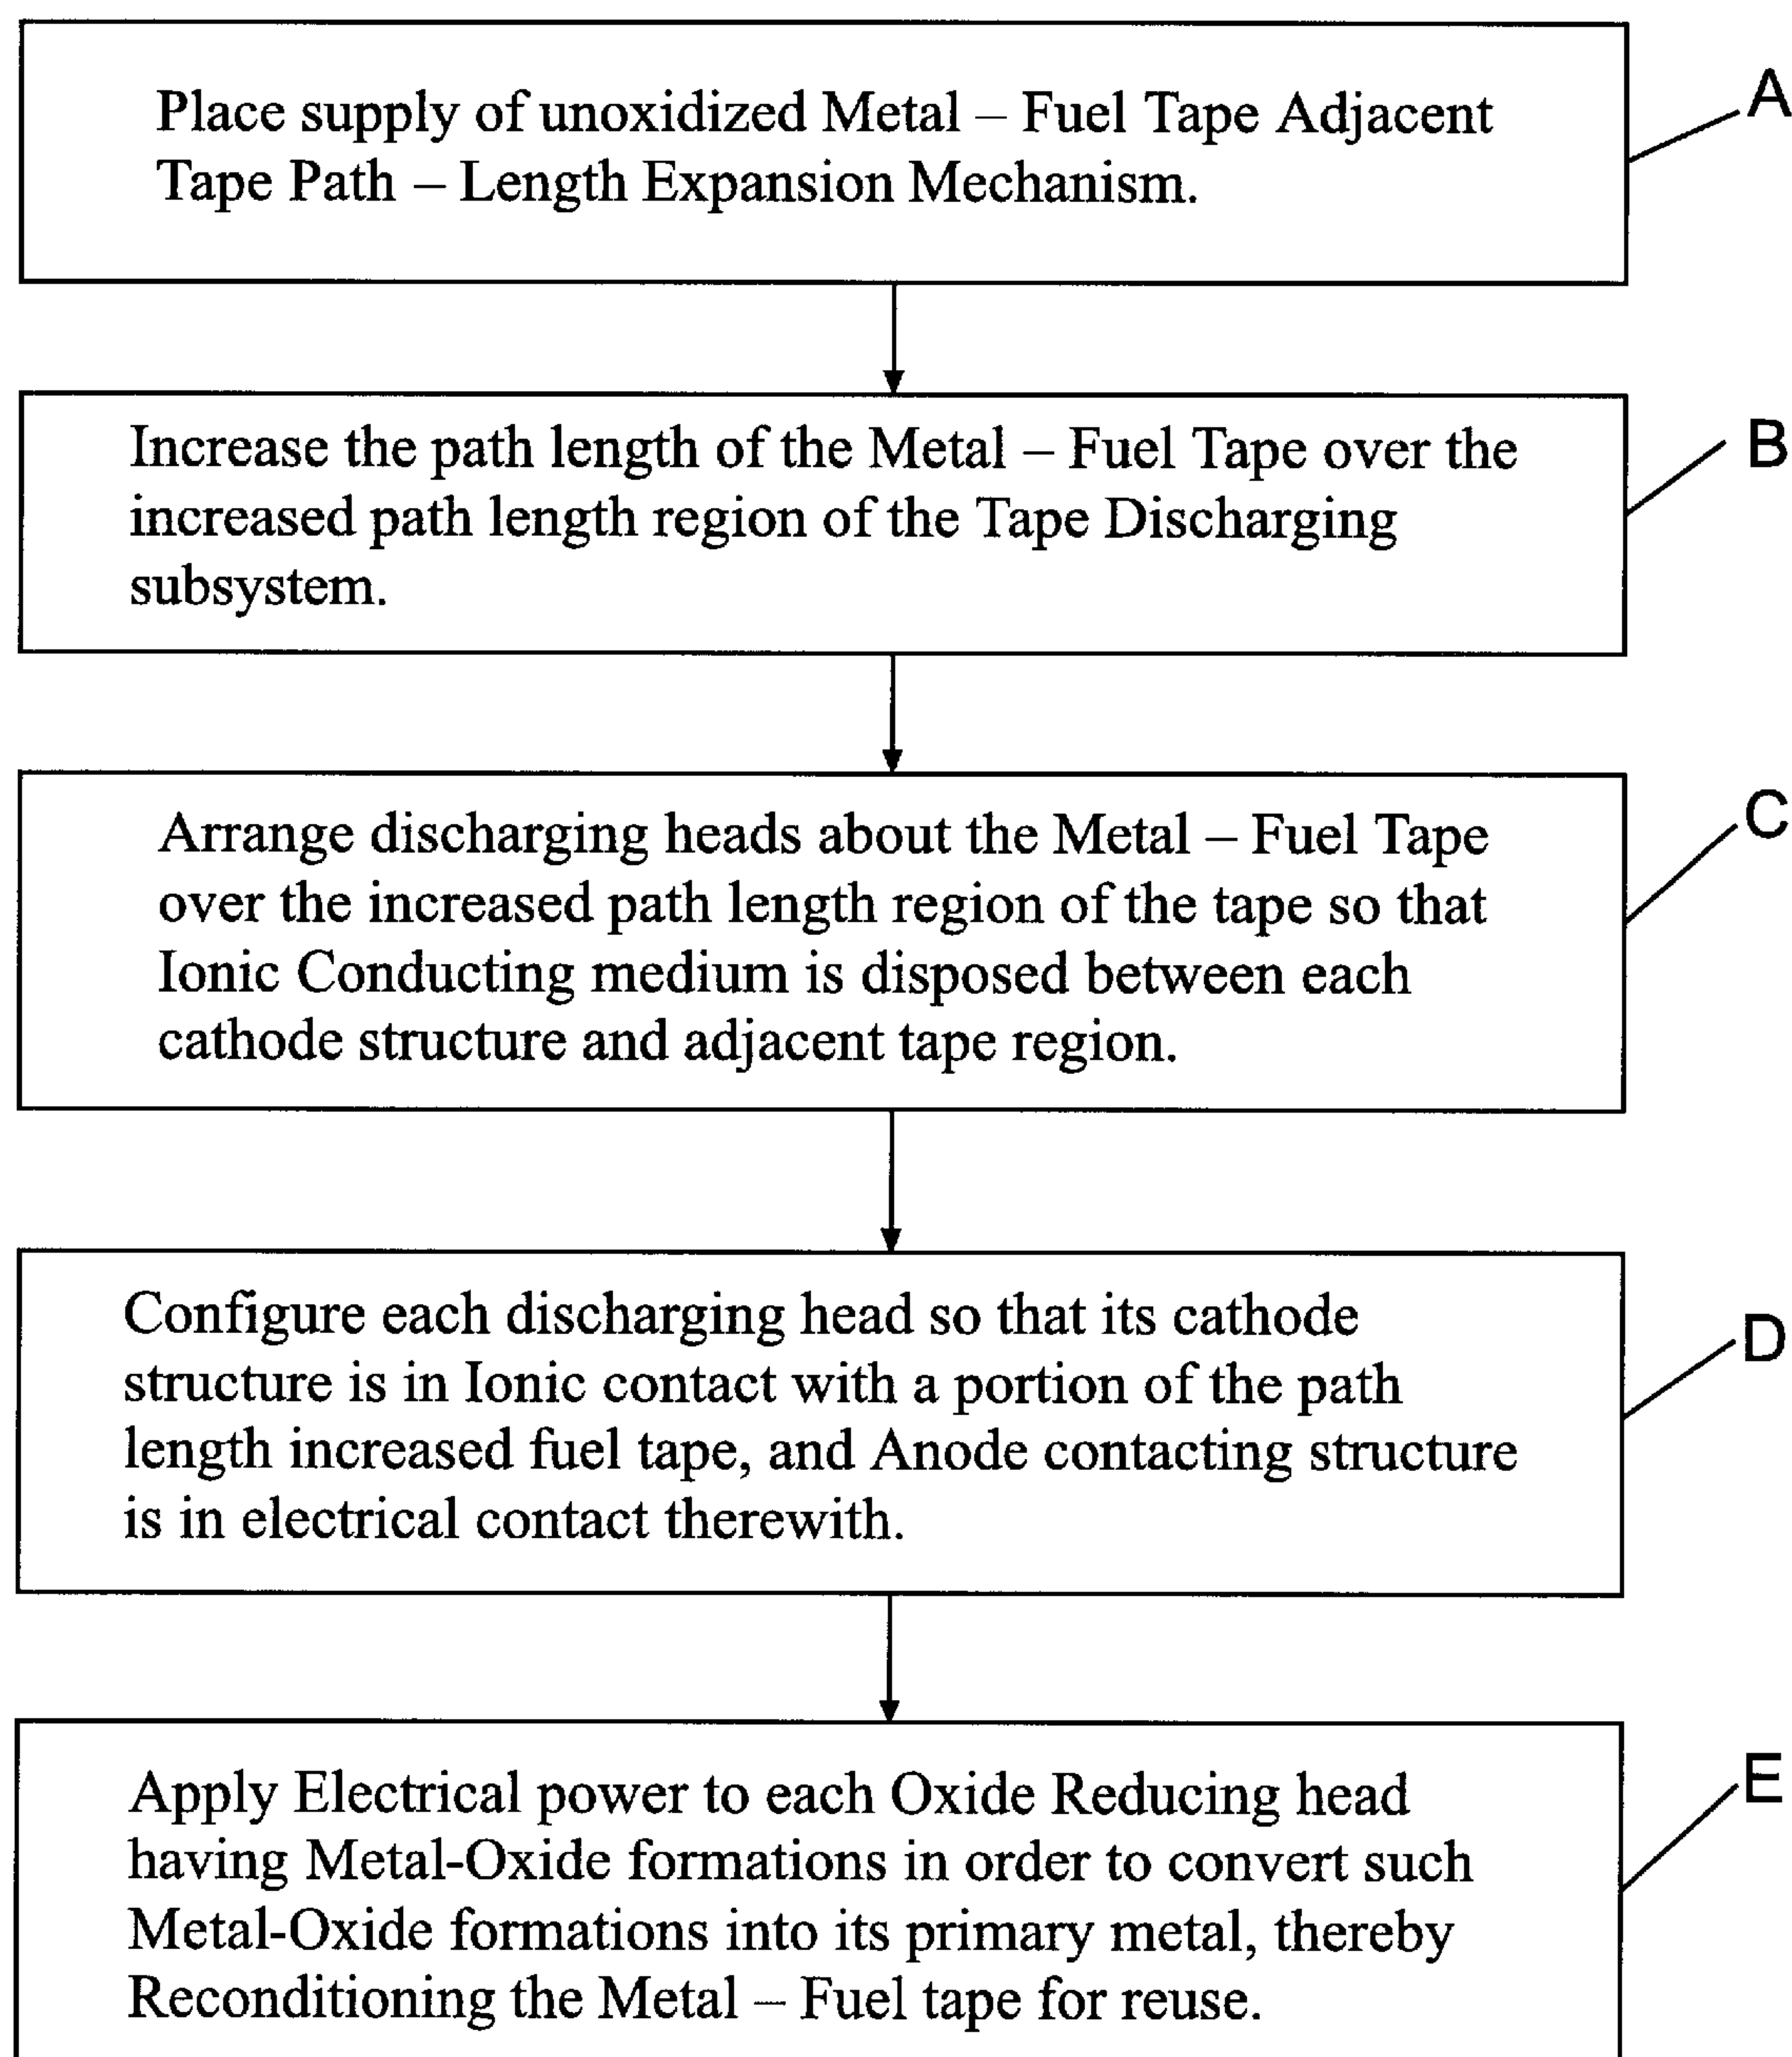 Place supply of unoxidized Metal – Fuel Tape Adjacent
Tape Path – Length Expansion Mechanism.
A
Increase the path length of the Metal – Fuel Tape over the
increased path length region of the Tape Discharging
subsystem.
B
Arrange discharging heads about the Metal – Fuel Tape
over the increased path length region of the tape so that
Ionic Conducting medium is disposed between each
cathode structure and adjacent tape region.
C
Configure each discharging head so that its cathode
structure is in Ionic contact with a portion of the path
length increased fuel tape, and Anode contacting structure
is in electrical contact therewith.
D
Apply Electrical power to each Oxide Reducing head
having Metal-Oxide formations in order to convert such
Metal-Oxide formations into its primary metal, thereby
Reconditioning the Metal – Fuel tape for reuse.
E